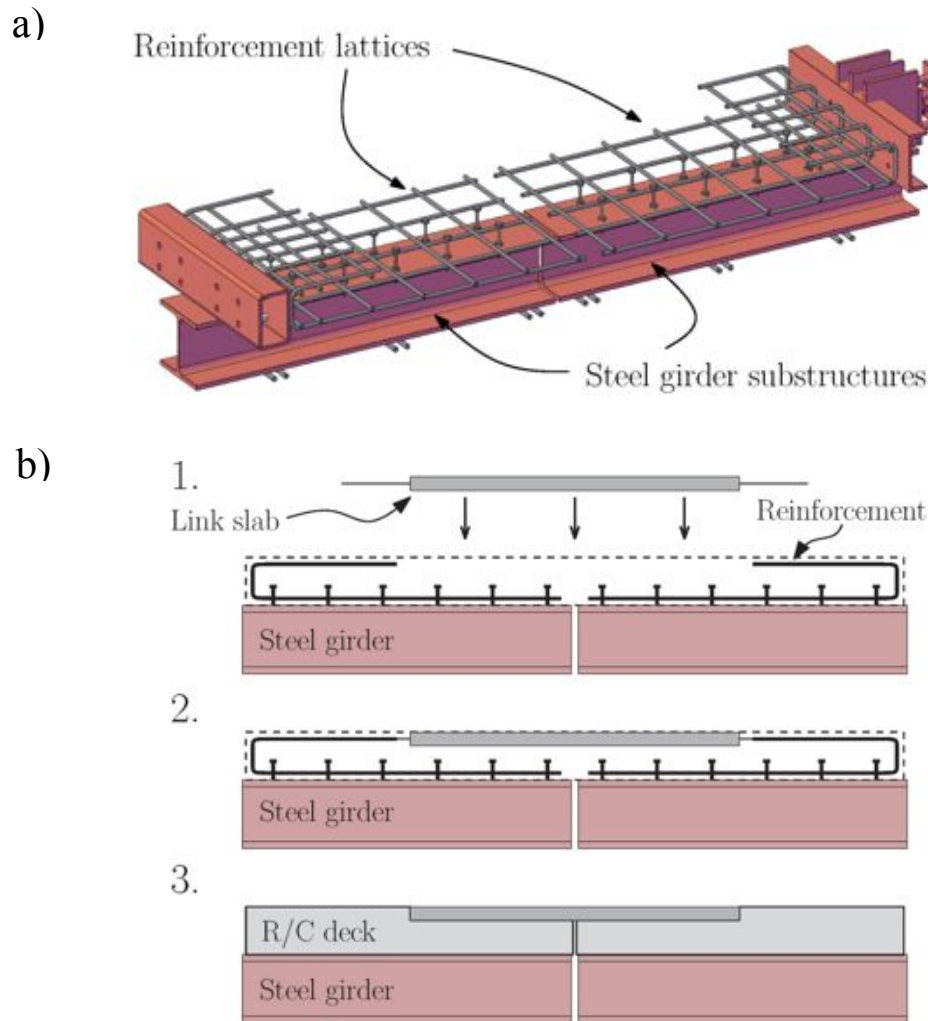 a)
Reinforcement lattices
Steel girder substructures
b)
1.
Link slab
Reinforcement
Steel girder
2.
Steel girder
3.
R/C deck
Steel girder